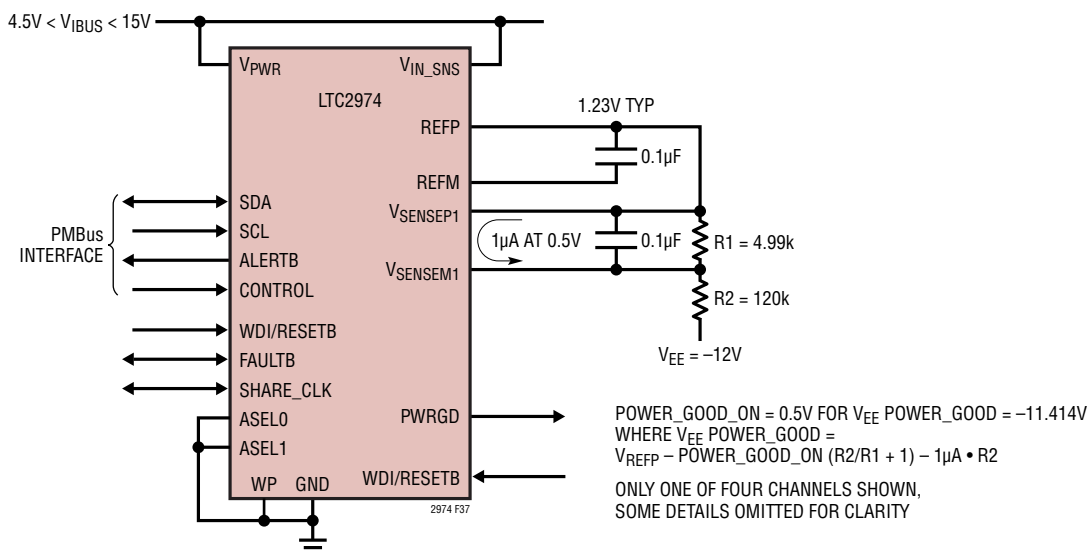 4.5V < VIBUS < 15V
VPWR
VIN_SNS
LTC2974
1.23V TYP
REFP
0.1µF
REFM
SDA
VSENSEP1
PMBus
INTERFACE
SCL
1µA AT 0.5V
0.1µF
R1 = 4.99k
ALERTB
VSENSEM1
CONTROL
R2 = 120k
WDI/RESETB
FAULTB
VEE = –12V
SHARE_CLK
ASEL0
PWRGD
ASEL1
WP
GND
WDI/RESETB
2974 F37
POWER_GOOD_ON = 0.5V FOR VEE POWER_GOOD = –11.414V
WHERE VEE POWER_GOOD =
VREFP – POWER_GOOD_ON (R2/R1 + 1) – 1µA • R2
ONLY ONE OF FOUR CHANNELS SHOWN,
SOME DETAILS OMITTED FOR CLARITY